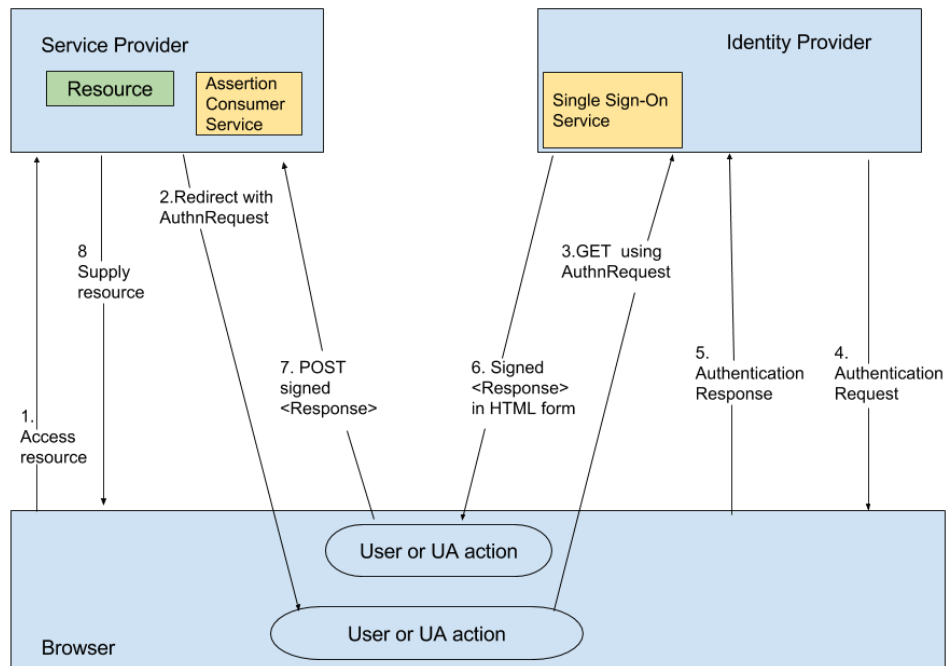 Service Provider
Resource
Assertion
Consumer
Service
Identity Provider
Single Sign-On
Service
2.Redirect with
AuthnRequest
8
Supply
resource
3.GET using
AuthnRequest
7. POST
signed
<Response>
6. Signed
<Response>
in HTML form
5.
Authentication
Response
4.
Authentication
Request
1.
Access
resource
User or UA action
User or UA action
Browser